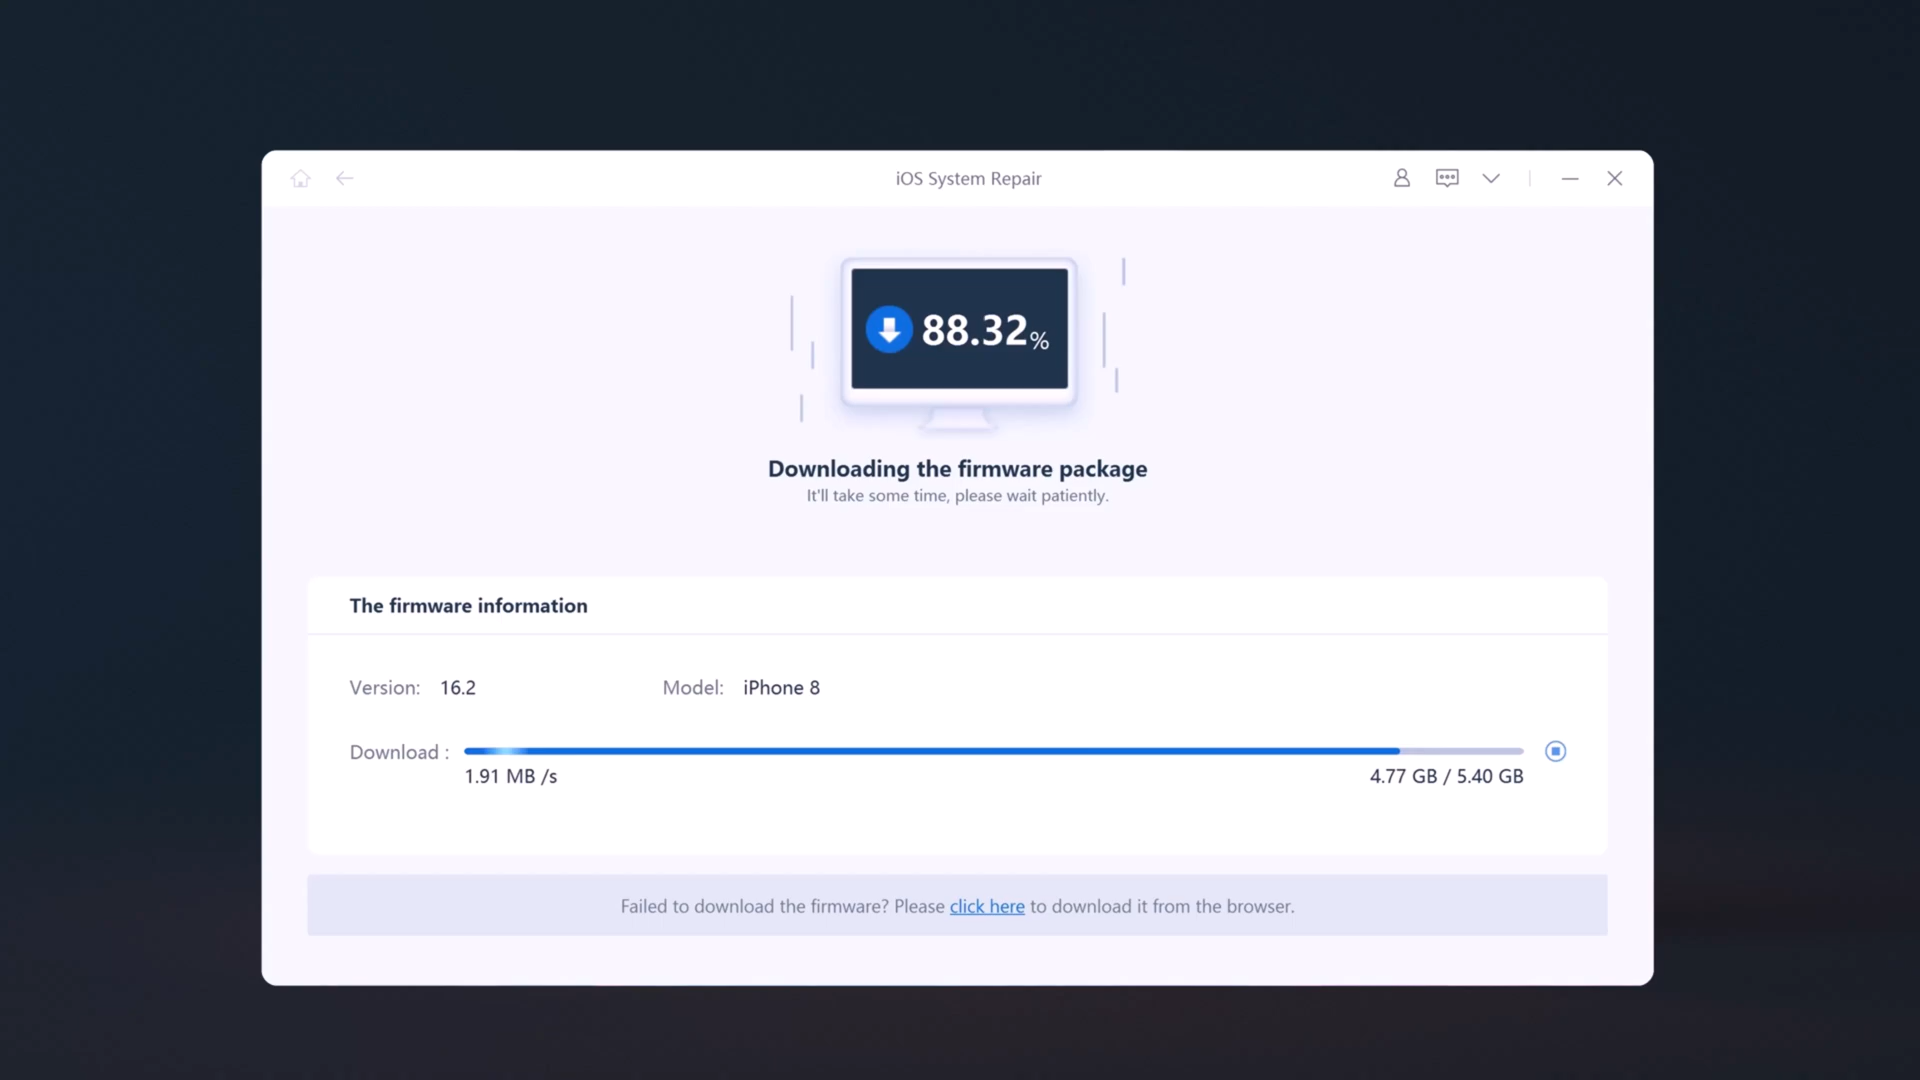 iOS System Repair
88.32%
Downloading the firmware package
It'll take some time, please wait patiently.
The firmware information
Version: 16.2 Model: iPhone 8
Download :
1.91 MB /s 4.77 GB / 5.40 GB
Failed to download the firmware? Please click here to download it from the browser.